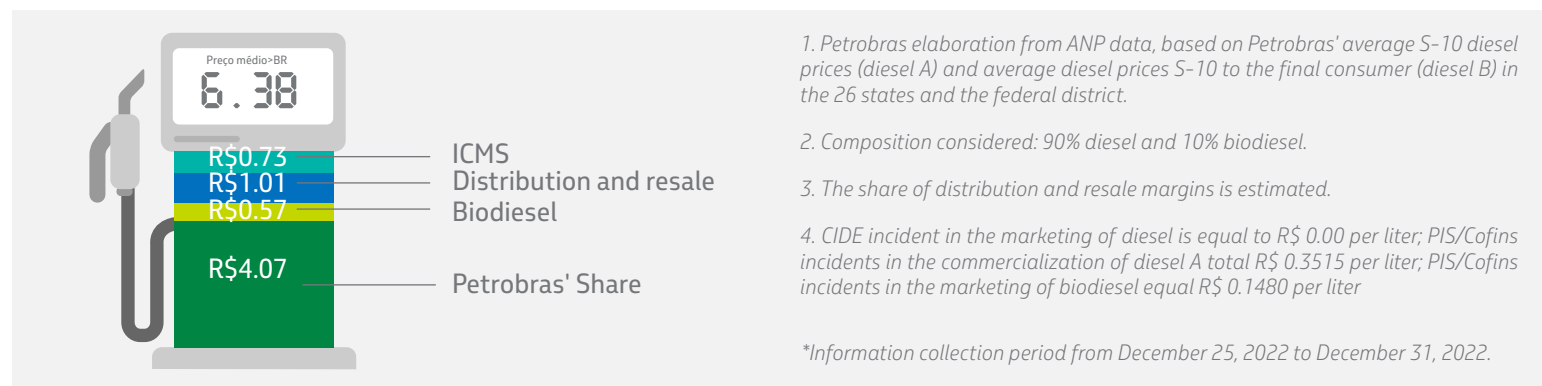 Preço médio>BR
6.38
R$0.73
ICMS
R$1.01
Distribution and resale
R$0.57
Biodiesel
R$4.07
Petrobras' Share
1. Petrobras elaboration from ANP data, based on Petrobras' average S-10 diesel
prices (diesel A) and average diesel prices S-10 to the final consumer (diesel B) in
the 26 states and the federal district.
2. Composition considered: 90% diesel and 10% biodiesel.
3. The share of distribution and resale margins is estimated.
4. CIDE incident in the marketing of diesel is equal to R$ 0.00 per liter; PIS/Cofins
incidents in the commercialization of diesel A total R$ 0.3515 per liter; PIS/Cofins
incidents in the marketing of biodiesel equal R$ 0.1480 per liter
*Information collection period from December 25, 2022 to December 31, 2022.